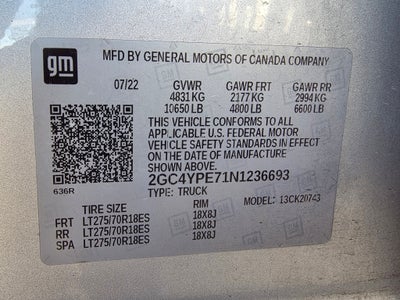 gm
MFD BY GENERAL MOTORS OF CANADA COMPANY
07/22 GVWR GAWR FRT GAWR RR
4831 KG 2177 KG 2994 KG
10650 LB 4800 LB 6600 LB
THIS VEHICLE CONFORMS TO ALL
APPLICABLE U.S. FEDERAL MOTOR
VEHICLE SAFETY STANDARDS IN
EFFECT ON THE DATE OF MANUFACTURE
SHOWN ABOVE.
2GC4YPE71N1236693
636R
TYPE: TRUCK 13CK20743
TIRE SIZE RIM
FRT LT275/70R18ES 18X8J
RR LT275/70R18ES 18X8J
SPA LT275/70R18ES 18X8J